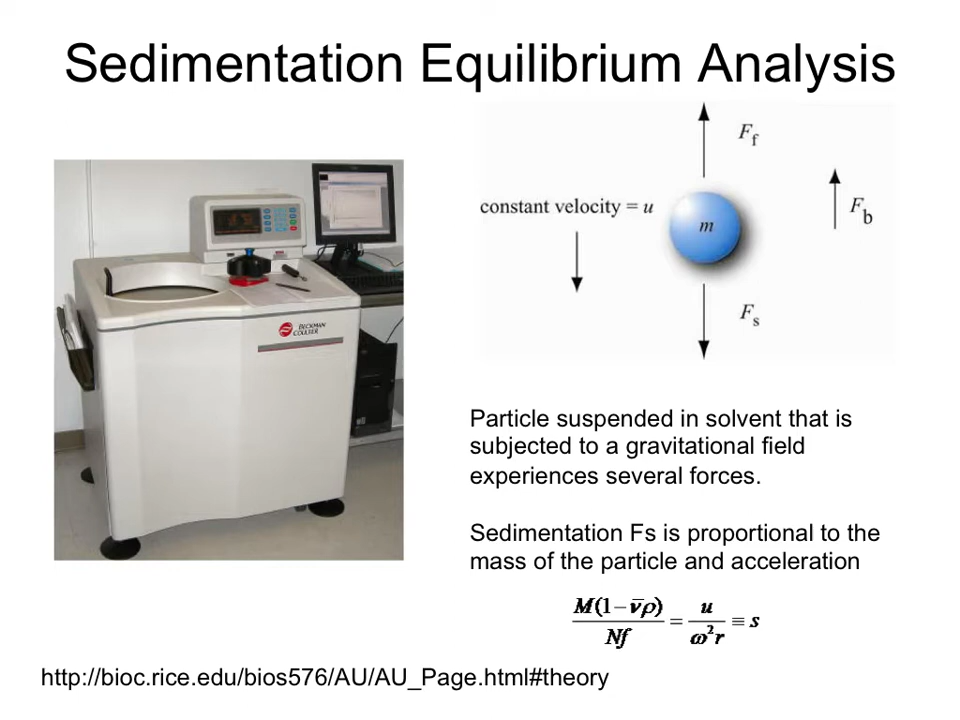 Sedimentation Equilibrium Analysis
F_f
constant velocity = u
m
F_b
F_s
BECKMAN
COULTER
Particle suspended in solvent that is
subjected to a gravitational field
experiences several forces.
Sedimentation Fs is proportional to the
mass of the particle and acceleration
M(1−v̅ρ)/Nf = u/ω²r ≡ s
http://bioc.rice.edu/bios576/AU/AU_Page.html#theory